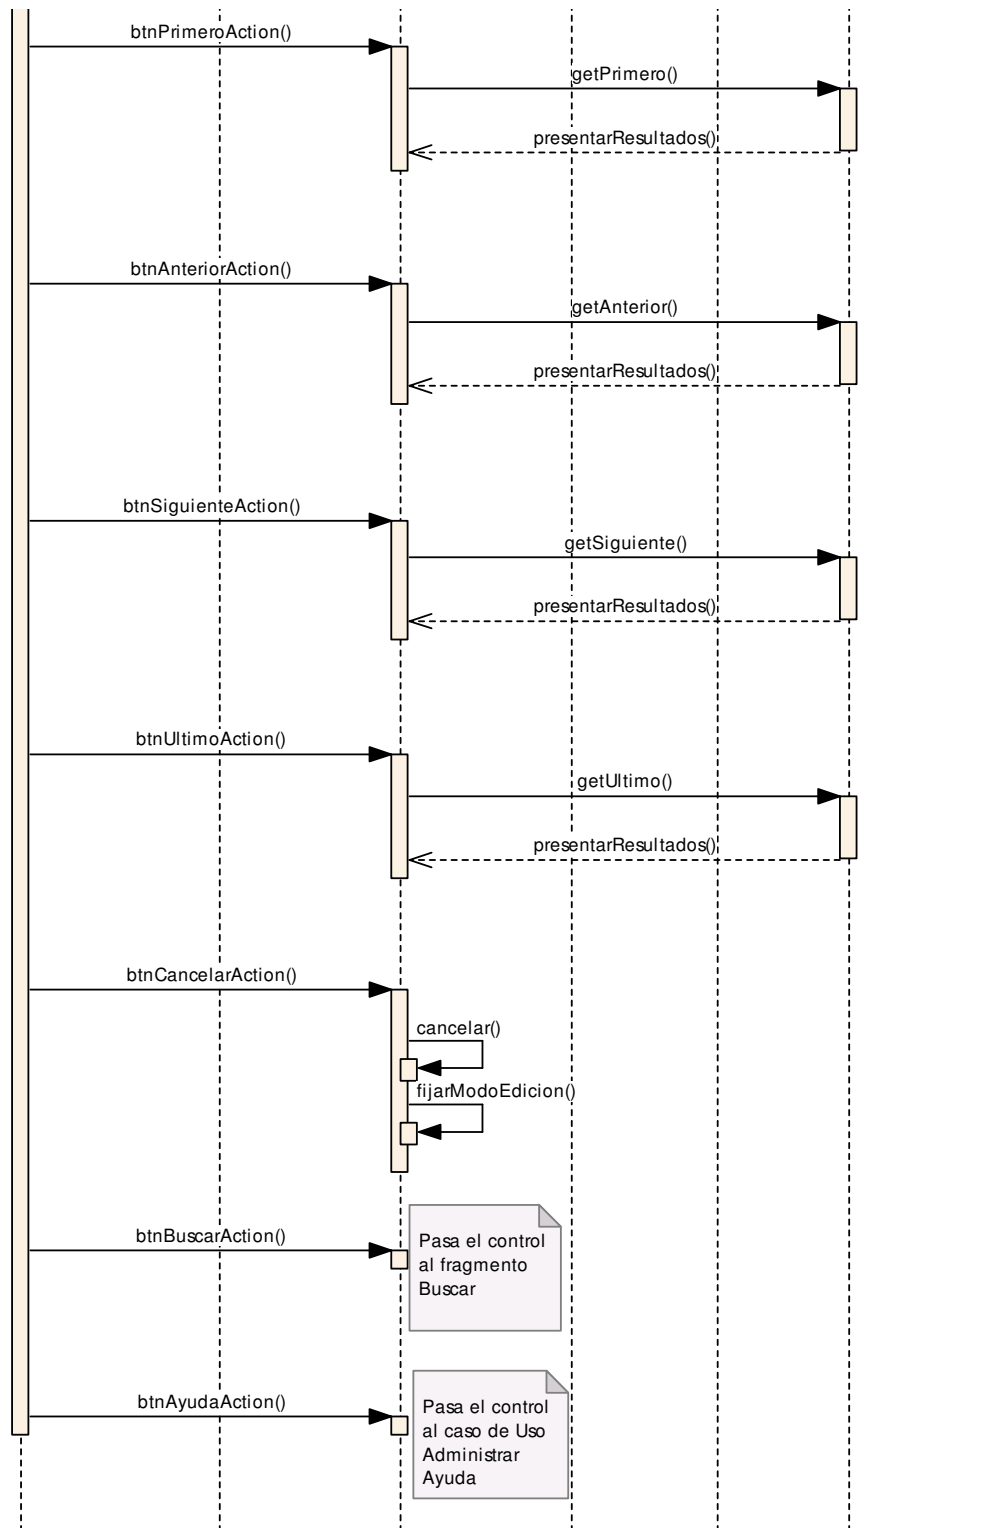 btnPrimeroAction()
getPrimero()
presentarResultados()
btnAnteriorAction()
getAnterior()
presentarResultados()
btnSiguienteAction()
getSiguiente()
presentarResultados()
btnUltimoAction()
getUltimo()
presentarResultados()
btnCancelarAction()
cancelar()
fijarModoEdicion()
btnBuscarAction()
Pasa el control
al fragmento
Buscar
btnAyudaAction()
Pasa el control
al caso de Uso
Administrar
Ayuda